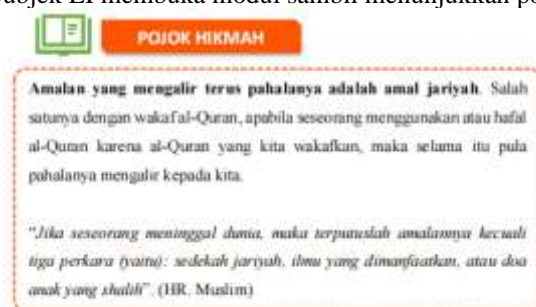 POJOK HIKMAH
Amalan yang mengalir terus pahalanya adalah amal jariyah. Salah
satunya dengan wakaf al-Quran, apabila seseorang menggunakan atau hafal
al-Quran karena al-Quran yang kita wakafkan, maka selama itu pula
pahalanya mengalir kepada kita.
"Jika seseorang meninggal dunia, maka terputuslah amalannya kecuali
tiga perkara (yaitu): sedekah jariyah, ilmu yang dimanfaatkan, atau doa
anak yang shalih". (HR. Muslim)